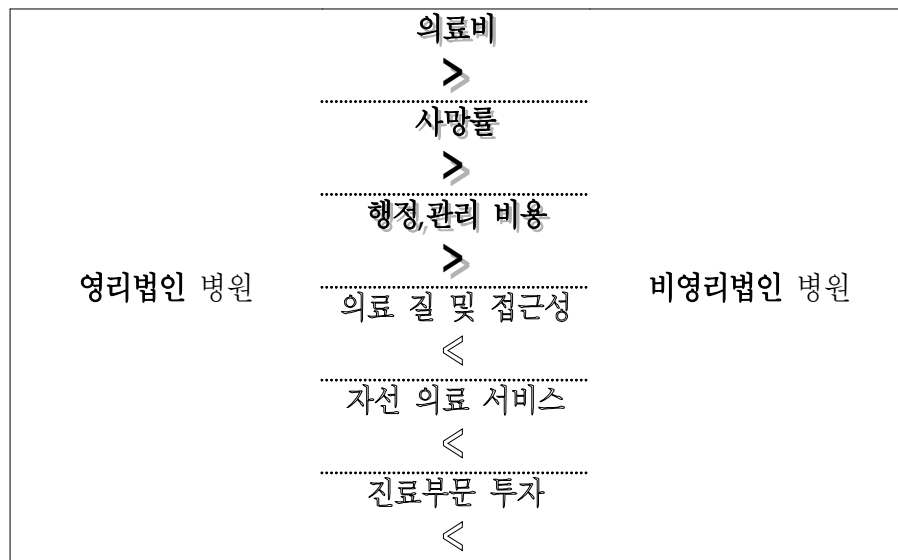 의료비
>
사망률
>
행정,관리 비용
>
영리법인 병원
비영리법인 병원
의료 질 및 접근성
<
자선 의료 서비스
<
진료부문 투자
<